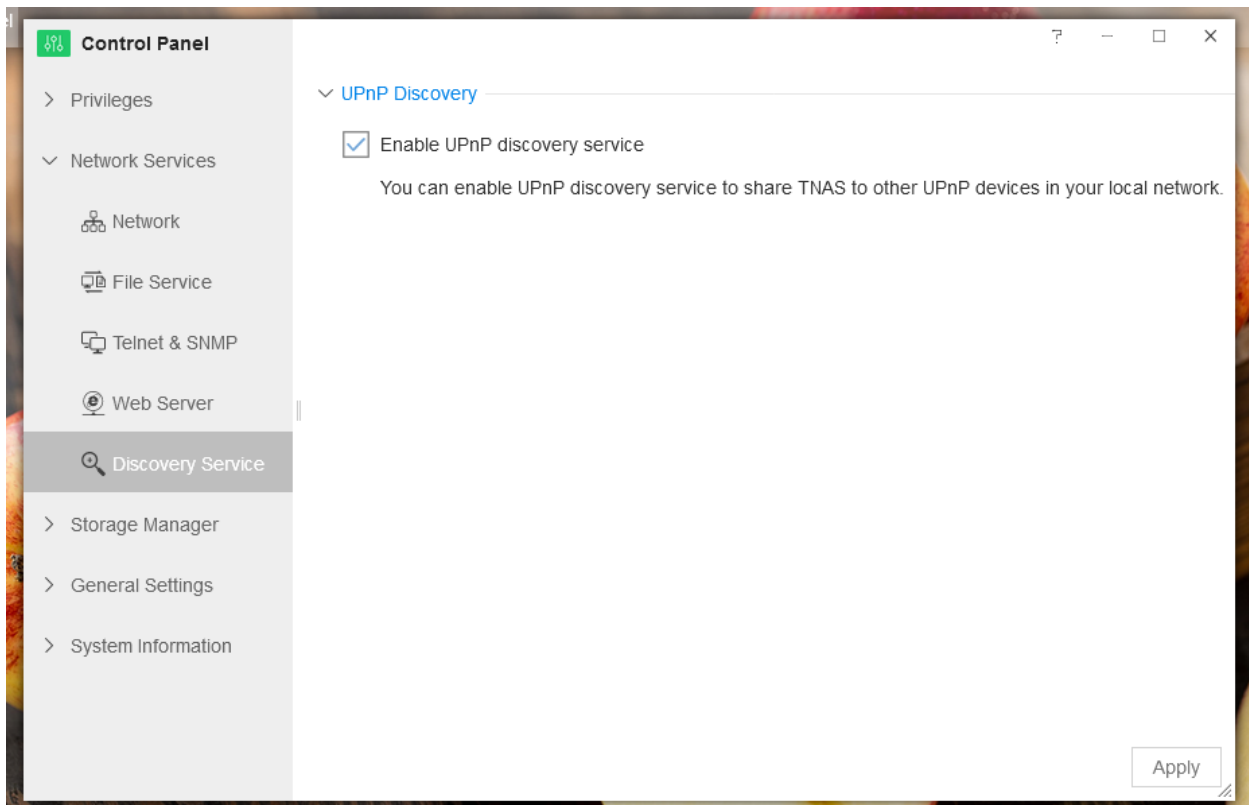 Control Panel
Privileges
Network Services
Network
File Service
Telnet & SNMP
Web Server
Discovery Service
Storage Manager
General Settings
System Information
?
UPnP Discovery
Enable UPnP discovery service
You can enable UPnP discovery service to share TNAS to other UPnP devices in your local network.
Apply